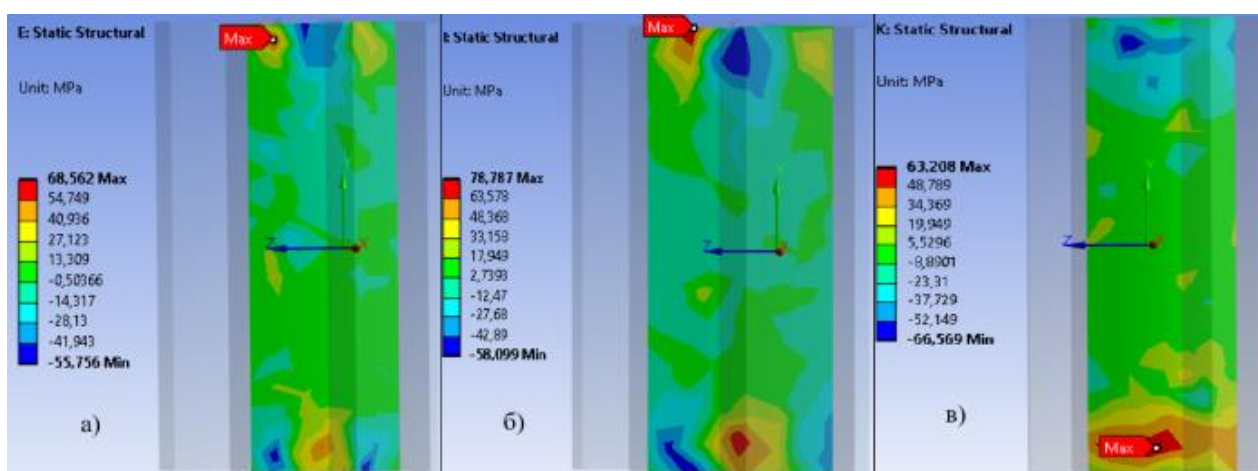 E: Static Structural
Unit: MPa
68,562 Max
54,749
40,936
27,123
13,309
-0,50366
-14,317
-28,13
-41,943
-55,756 Min
Max
Y
Z
X
а)
I: Static Structural
Unit: MPa
78,787 Max
63,578
48,368
33,158
17,949
2,7393
-12,47
-27,68
-42,89
-58,099 Min
Max
Y
Z
X
б)
K: Static Structural
Unit: MPa
63,208 Max
48,789
34,369
19,949
5,5296
-8,8901
-23,31
-37,729
-52,149
-66,569 Min
Y
Z
X
Max
в)